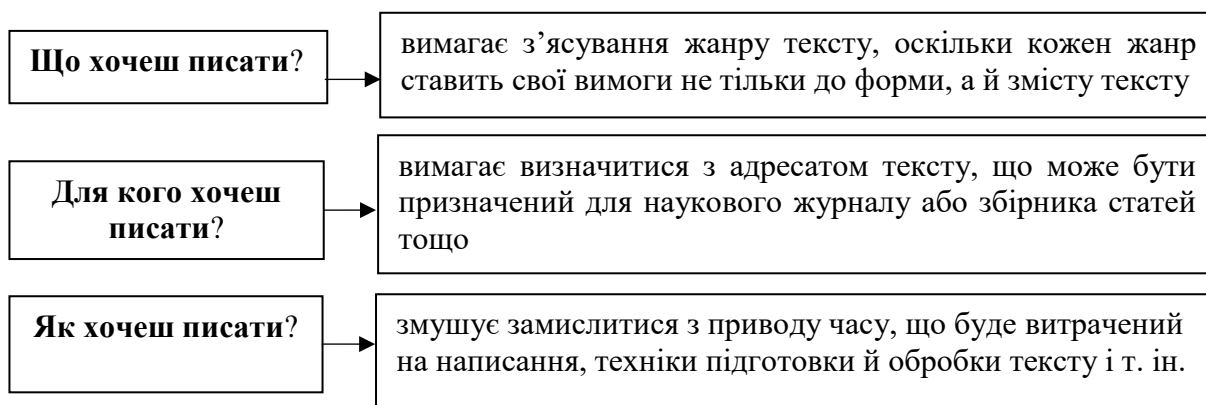 Що хочеш писати?
вимагає з’ясування жанру тексту, оскільки кожен жанр
ставить свої вимоги не тільки до форми, а й змісту тексту
Для кого хочеш
писати?
вимагає визначитися з адресатом тексту, що може бути
призначений для наукового журналу або збірника статей
тощо
Як хочеш писати?
змушує замислитися з приводу часу, що буде витрачений
на написання, техніки підготовки й обробки тексту і т. ін.